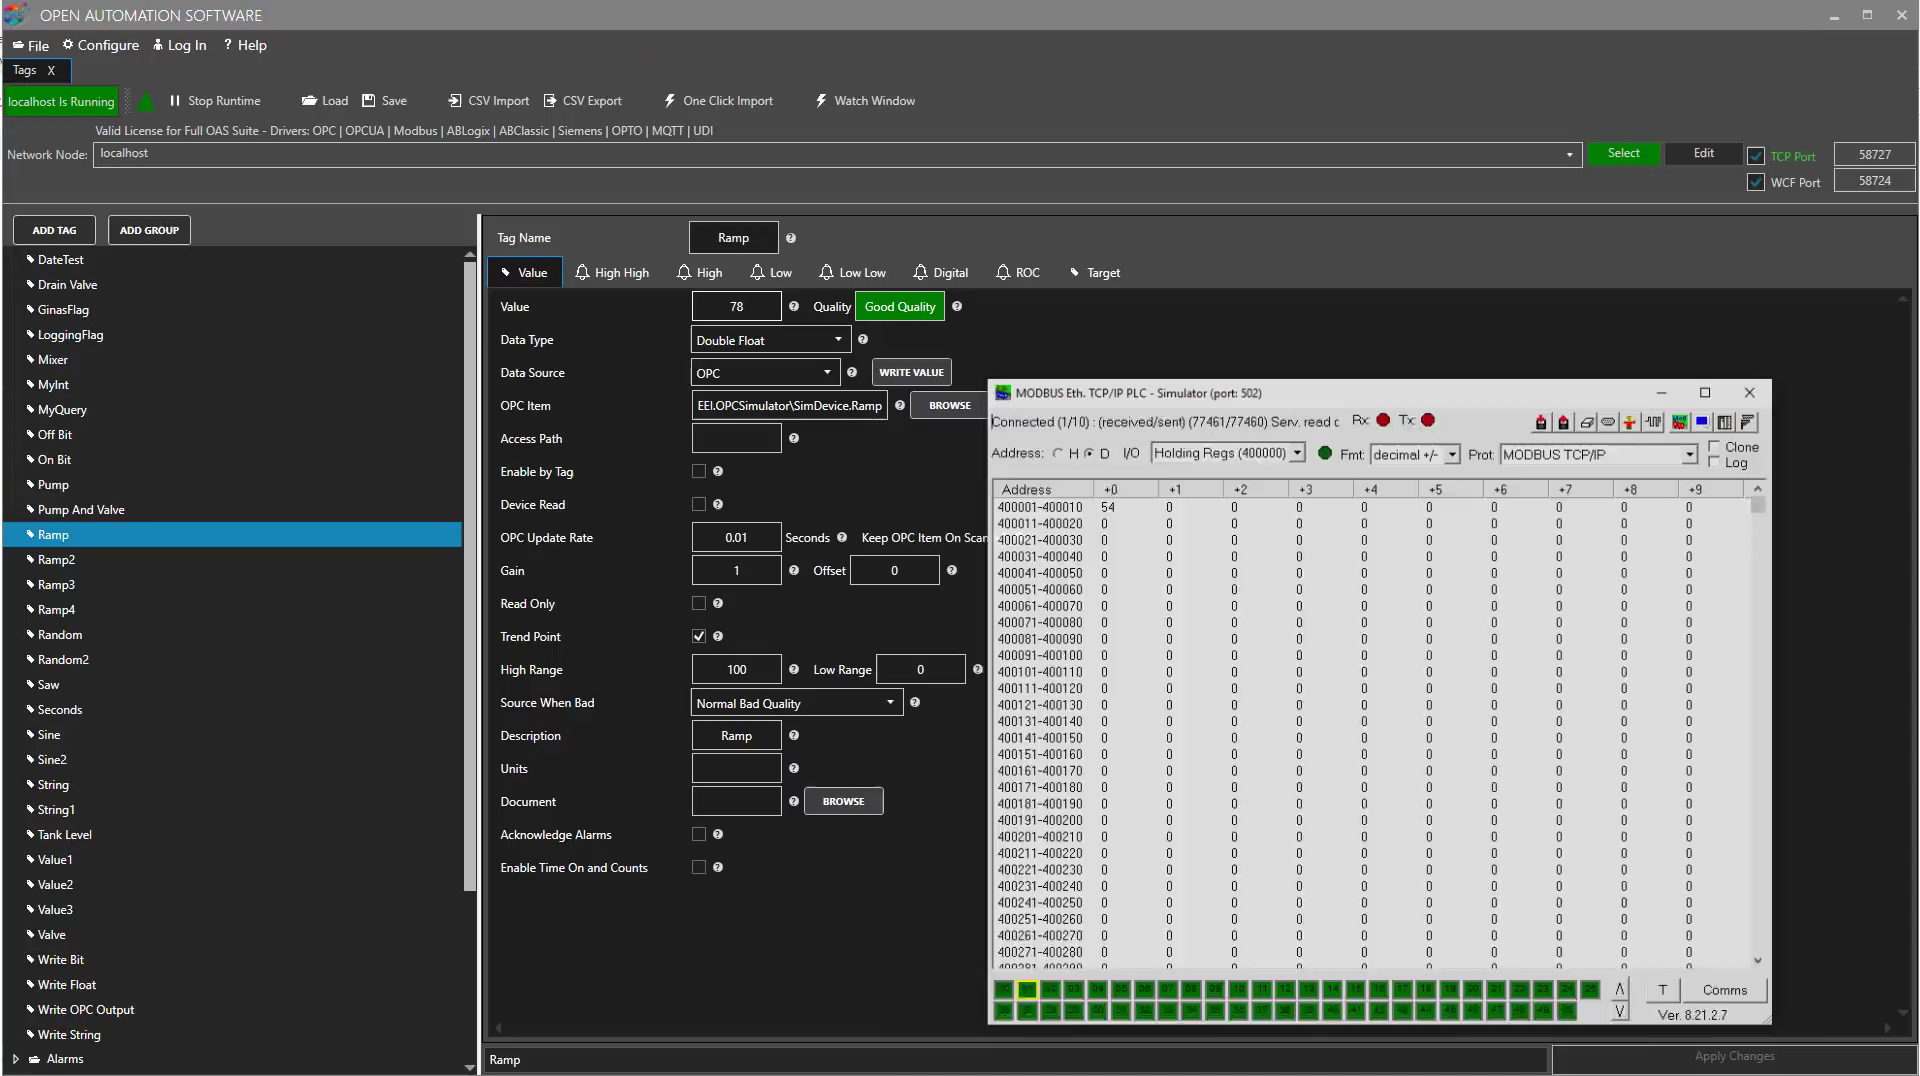 OPEN AUTOMATION SOFTWARE
File Configure Log In ? Help
Tags X
localhost Is Running Stop Runtime Load Save CSV Import CSV Export One Click Import Watch Window
Valid License for Full OAS Suite - Drivers: OPC | OPCUA | Modbus | ABLogix | ABClassic | Siemens | OPTO | MQTT | UDI
Network Node: localhost Select Edit TCP Port 58727
WCF Port 58724
ADD TAG ADD GROUP
DateTest
Drain Valve
GinasFlag
LoggingFlag
Mixer
MyInt
MyQuery
Off Bit
On Bit
Pump
Pump And Valve
Ramp
Ramp2
Ramp3
Ramp4
Random
Random2
Saw
Seconds
Sine
Sine2
String
String1
Tank Level
Value1
Value2
Value3
Valve
Write Bit
Write Float
Write OPC Output
Write String
Alarms
Tag Name Ramp
Value High High High Low Low Low Digital ROC Target
Value 78 Quality Good Quality
Data Type Double Float
Data Source OPC WRITE VALUE
OPC Item EEI.OPCSimulator\SimDevice.Ramp BROWSE
Access Path
Enable by Tag
Device Read
OPC Update Rate 0.01 Seconds Keep OPC Item On Scan
Gain 1 Offset 0
Read Only
Trend Point
High Range 100 Low Range 0
Source When Bad Normal Bad Quality
Description Ramp
Units
Document BROWSE
Acknowledge Alarms
Enable Time On and Counts
Ramp
Apply Changes
MODBUS Eth. TCP/IP PLC - Simulator (port: 502)
Connected (1/10) : (received/sent) (77461/77460) Serv. read c Rx: Tx:
Address: H D I/O Holding Regs (400000) Fmt: decimal +/- Prot: MODBUS TCP/IP Clone
Log
Address +0 +1 +2 +3 +4 +5 +6 +7 +8 +9
400001-400010 54 0 0 0 0 0 0 0 0 0
400011-400020 0 0 0 0 0 0 0 0 0 0
400021-400030 0 0 0 0 0 0 0 0 0 0
400031-400040 0 0 0 0 0 0 0 0 0 0
400041-400050 0 0 0 0 0 0 0 0 0 0
400051-400060 0 0 0 0 0 0 0 0 0 0
400061-400070 0 0 0 0 0 0 0 0 0 0
400071-400080 0 0 0 0 0 0 0 0 0 0
400081-400090 0 0 0 0 0 0 0 0 0 0
400091-400100 0 0 0 0 0 0 0 0 0 0
400101-400110 0 0 0 0 0 0 0 0 0 0
400111-400120 0 0 0 0 0 0 0 0 0 0
400121-400130 0 0 0 0 0 0 0 0 0 0
400131-400140 0 0 0 0 0 0 0 0 0 0
400141-400150 0 0 0 0 0 0 0 0 0 0
400151-400160 0 0 0 0 0 0 0 0 0 0
400161-400170 0 0 0 0 0 0 0 0 0 0
400171-400180 0 0 0 0 0 0 0 0 0 0
400181-400190 0 0 0 0 0 0 0 0 0 0
400191-400200 0 0 0 0 0 0 0 0 0 0
400201-400210 0 0 0 0 0 0 0 0 0 0
400211-400220 0 0 0 0 0 0 0 0 0 0
400221-400230 0 0 0 0 0 0 0 0 0 0
400231-400240 0 0 0 0 0 0 0 0 0 0
400241-400250 0 0 0 0 0 0 0 0 0 0
400251-400260 0 0 0 0 0 0 0 0 0 0
400261-400270 0 0 0 0 0 0 0 0 0 0
400271-400280 0 0 0 0 0 0 0 0 0 0
T Comms
Ver. 8.21.2.7